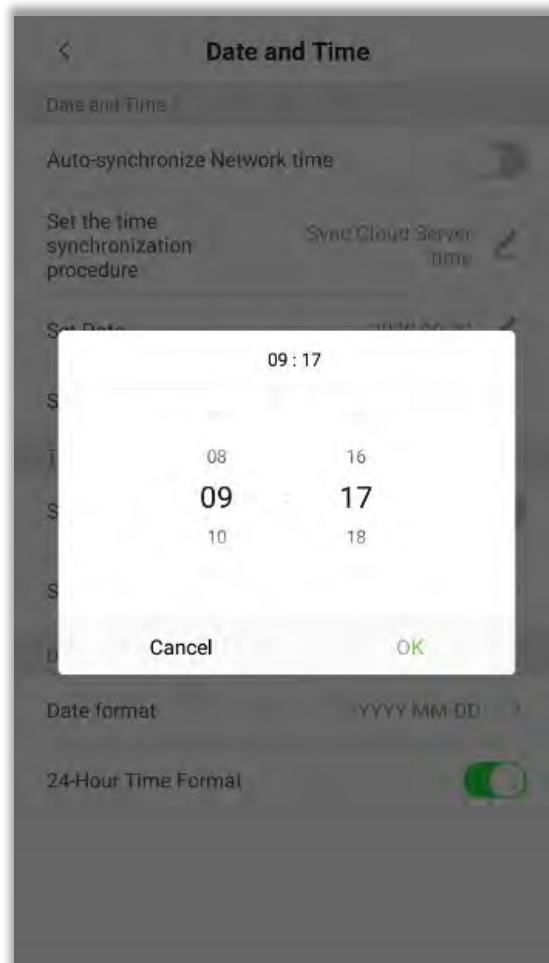 Date and Time
Date and Time
Auto-synchronize Network time
Set the time
synchronization
procedure
Sync Cloud Server
time
Set Date
09 : 17
S
08 16
09 : 17
10 18
S
S
Cancel OK
Date format YYYY-MM-DD
24-Hour Time Format